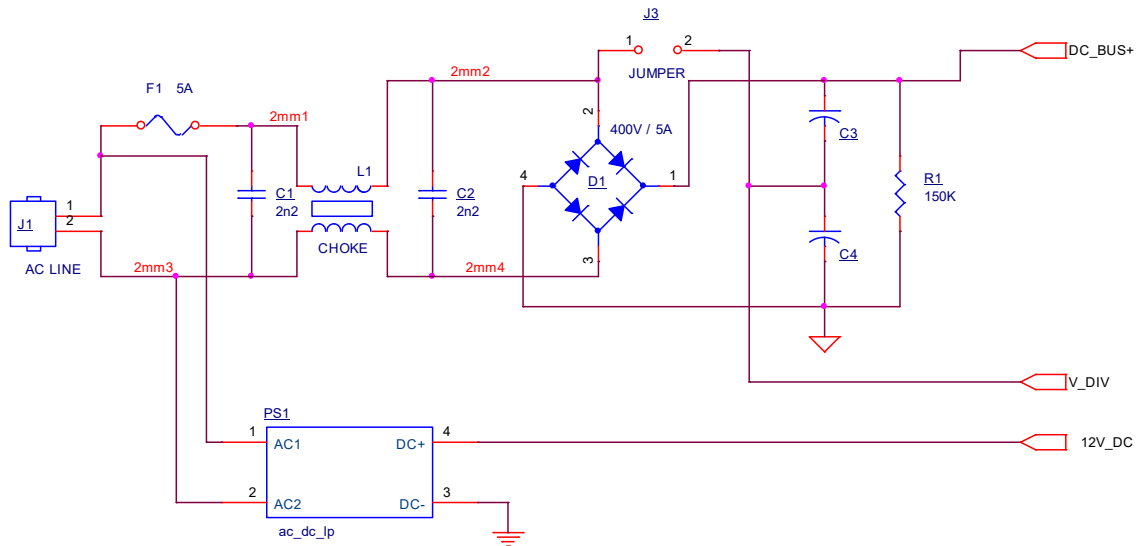 J3
1
2
JUMPER
DC_BUS+
2mm2
F1 5A
2mm1
2
400V / 5A
C3
L1
C1
2n2
C2
2n2
4
D1
1
R1
150K
J1
1
2
CHOKE
C4
AC LINE
2mm3
2mm4
3
V_DIV
PS1
1
AC1
DC+
4
12V_DC
2
AC2
DC-
3
ac_dc_lp